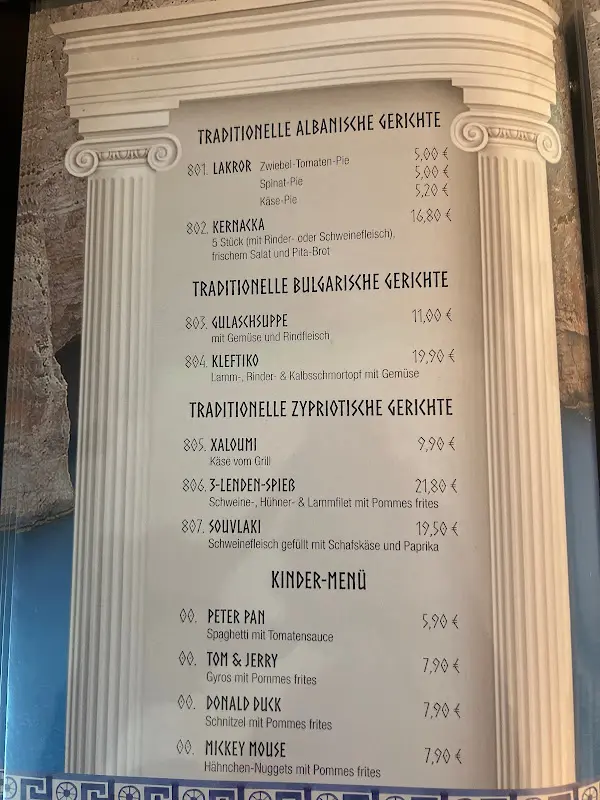 TRADITIONELLE ALBANISCHE GERICHTE
801. LAKROR Zwiebel-Tomaten-Pie 5,00 €
Spinat-Pie 5,00 €
Käse-Pie 5,20 €
802. KERNACKA 16,80 €
5 Stück (mit Rinder- oder Schweinefleisch),
frischem Salat und Pita-Brot
TRADITIONELLE BULGARISCHE GERICHTE
803. GULASCHSUPPE 11,00 €
mit Gemüse und Rindfleisch
804. KLEFTIKO 19,90 €
Lamm-, Rinder- & Kalbsschmortopf mit Gemüse
TRADITIONELLE ZYPRIOTISCHE GERICHTE
805. XALOUMI 9,90 €
Käse vom Grill
806. 3-LENDEN-SPIEß 21,80 €
Schweine-, Hühner- & Lammfilet mit Pommes frites
807. SOUVLAKI 19,50 €
Schweinefleisch gefüllt mit Schafskäse und Paprika
KINDER-MENÜ
00. PETER PAN 5,90 €
Spaghetti mit Tomatensauce
00. TOM & JERRY 7,90 €
Gyros mit Pommes frites
00. DONALD DUCK 7,90 €
Schnitzel mit Pommes frites
00. MICKEY MOUSE 7,90 €
Hähnchen-Nuggets mit Pommes frites